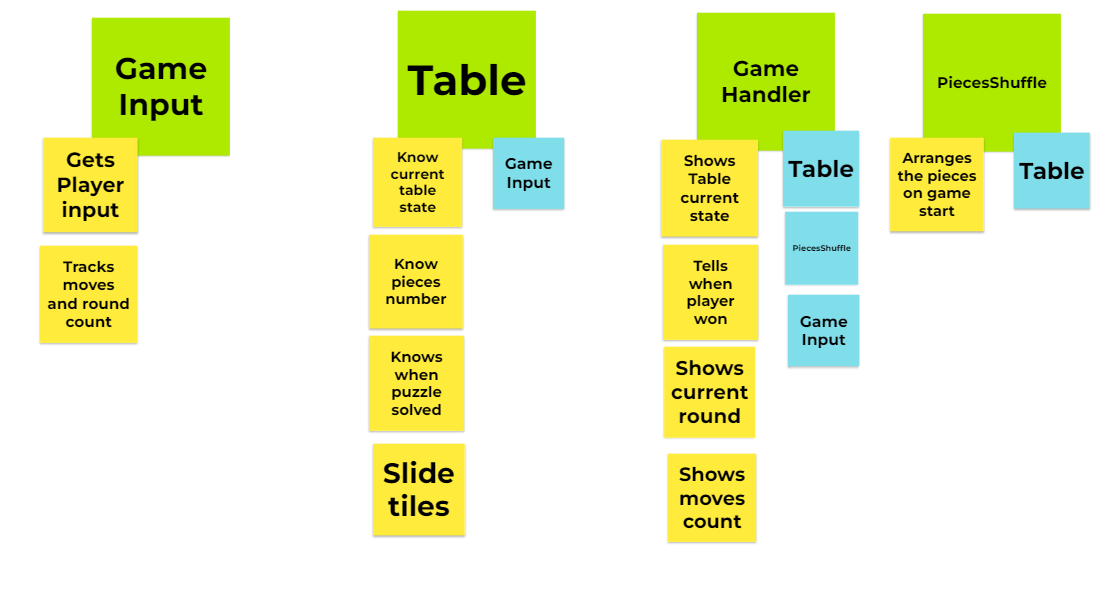 Game
Input
Gets
Player
input
Tracks
moves
and round
count
Table
Know
current
table
state
Game
Input
Know
pieces
number
Knows
when
puzzle
solved
Slide
tiles
Game
Handler
Shows
Table
current
state
Table
PiecesShuffle
Tells
when
player
won
Game
Input
Shows
current
round
Shows
moves
count
PiecesShuffle
Arranges
the pieces
on game
start
Table